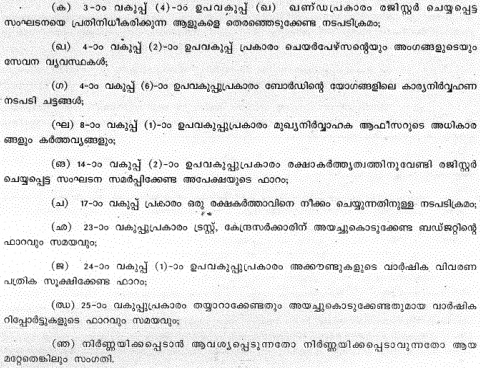 (ക) 3-ാം വകുപ്പ് (4)-ാം ഉപവകുപ്പ് (ഖ) ഖണ്ഡപ്രകാരം രജിസ്റ്റർ ചെയ്യപ്പെട്ട
സംഘടനയെ പ്രതിനിധീകരിക്കുന്ന ആളുകളെ തെരഞ്ഞെടുക്കേണ്ട നടപടിക്രമം;
(ഖ) 4-ാം വകുപ്പ് (2)-ാം ഉപവകുപ്പ് പ്രകാരം ചെയർപേഴ്സന്റെയും അംഗങ്ങളുടെയും
സേവന വ്യവസ്ഥകൾ;
(ഗ) 4-ാം വകുപ്പ് (6)-ാം ഉപവകുപ്പുപ്രകാരം ബോർഡിന്റെ യോഗങ്ങളിലെ കാര്യനിർവ്വഹണ
നടപടി ചട്ടങ്ങൾ;
(ഘ) 8-ാം വകുപ്പ് (1)-ാം ഉപവകുപ്പുപ്രകാരം മുഖ്യനിർവ്വാഹക ആഫീസറുടെ അധികാര
ങ്ങളും കർത്തവ്യങ്ങളും;
(ങ) 14-ാം വകുപ്പ് (2)-ാം ഉപവകുപ്പുപ്രകാരം രക്ഷാകർത്തൃത്വത്തിനുവേണ്ടി രജിസ്റ്റർ
ചെയ്യപ്പെട്ട സംഘടന സമർപ്പിക്കേണ്ട അപേക്ഷയുടെ ഫാറം;
(ച) 17-ാം വകുപ്പ് പ്രകാരം ഒരു രക്ഷകർത്താവിനെ നീക്കം ചെയ്യുന്നതിനുള്ള നടപടിക്രമം;
(ഛ) 23-ാം വകുപ്പുപ്രകാരം ട്രസ്റ്റ്, കേന്ദ്രസർക്കാരിന് അയച്ചുകൊടുക്കേണ്ട ബഡ്ജറ്റിന്റെ
ഫാറവും സമയവും;
(ജ) 24-ാം വകുപ്പ് (1)-ാം ഉപവകുപ്പുപ്രകാരം അക്കൗണ്ടുകളുടെ വാർഷിക വിവരണ
പത്രിക സൂക്ഷിക്കേണ്ട ഫാറം;
(ഝ) 25-ാം വകുപ്പുപ്രകാരം തയ്യാറാക്കേണ്ടതും അയച്ചുകൊടുക്കേണ്ടതുമായ വാർഷിക
റിപ്പോർട്ടുകളുടെ ഫാറവും സമയവും;
(ഞ) നിർണ്ണയിക്കപ്പെടാൻ ആവശ്യപ്പെടുന്നതോ നിർണ്ണയിക്കപ്പെടാവുന്നതോ ആയ
മറ്റേതെങ്കിലും സംഗതി.